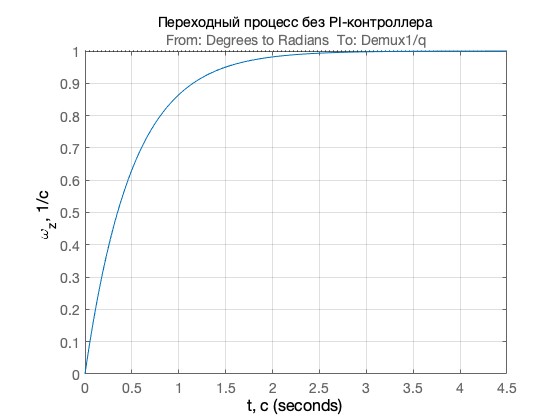 Переходный процесс без PI-контроллера
From: Degrees to Radians  To: Demux1/q
1
0.9
0.8
0.7
0.6
0.5
0.4
0.3
0.2
0.1
0
ω_z, 1/c
0 0.5 1 1.5 2 2.5 3 3.5 4 4.5
t, c (seconds)